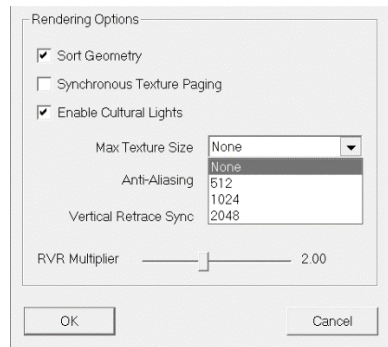 Rendering Options
Sort Geometry
Synchronous Texture Paging
Enable Cultural Lights
Max Texture Size None
None
Anti-Aliasing 512
1024
Vertical Retrace Sync 2048
RVR Multiplier 2.00
OK Cancel